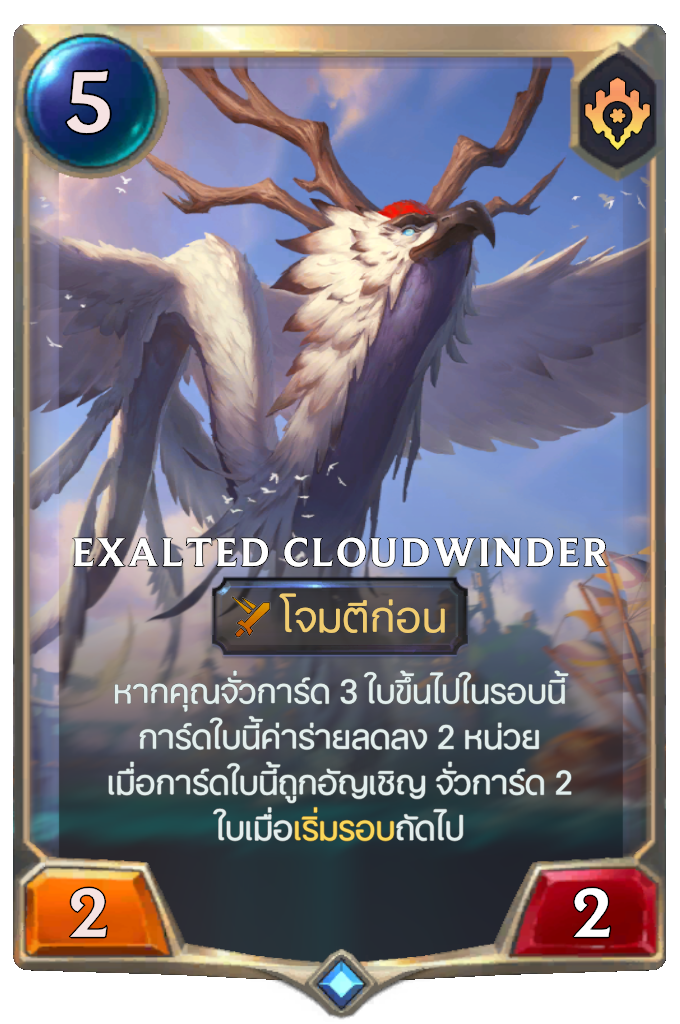 5
EXALTED CLOUDWINDER
โจมตีก่อน
หากคุณจั่วการ์ด 3 ใบขึ้นไปในรอบนี้
การ์ดใบนี้ค่าร่ายลดลง 2 หน่วย
เมื่อการ์ดใบนี้ถูกอัญเชิญ จั่วการ์ด 2
ใบเมื่อเริ่มรอบถัดไป
2
2